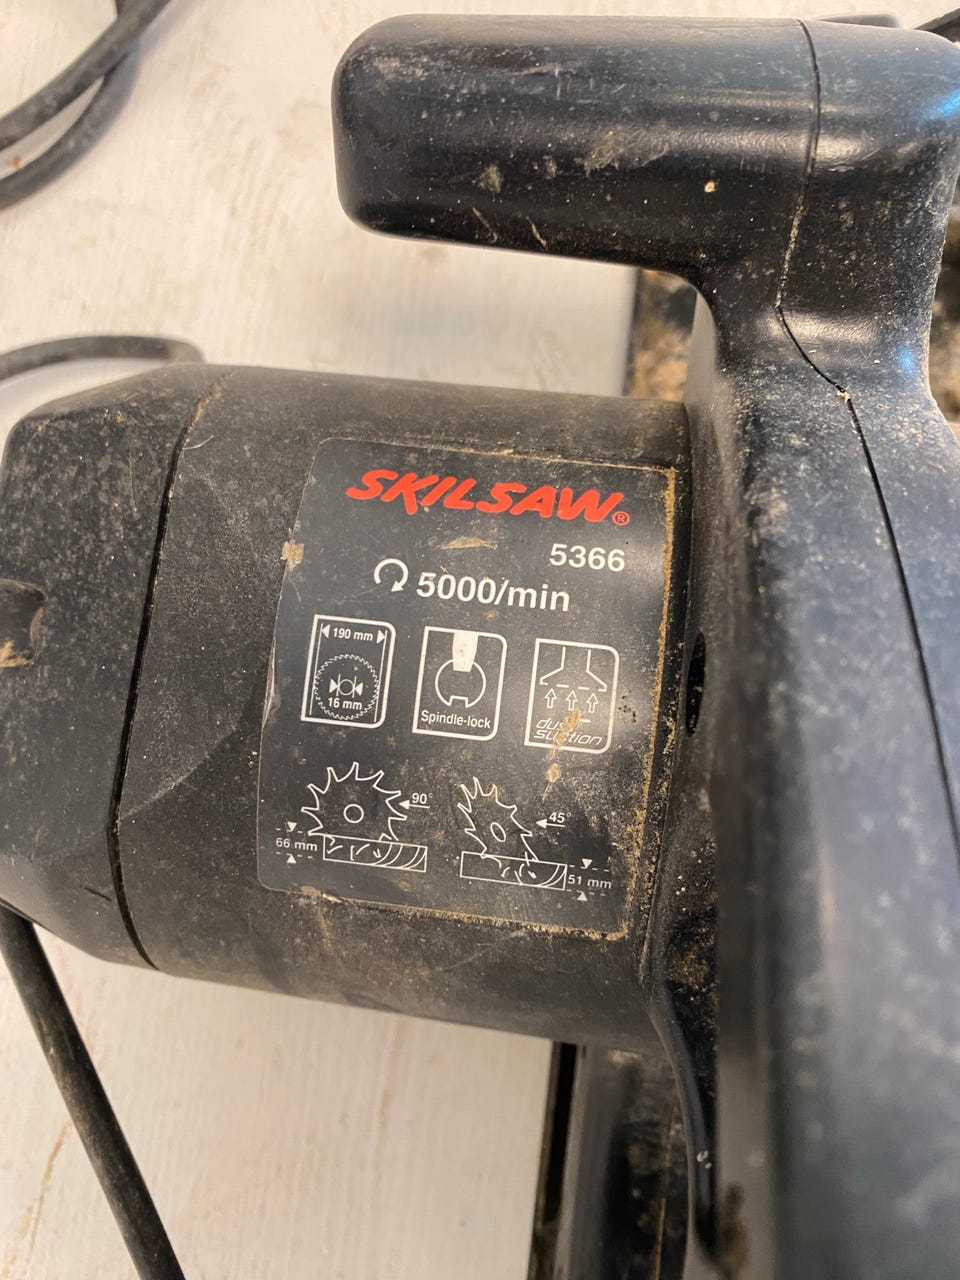 SKILSAW®
5366
5000/min
190 mm
16 mm
Spindle-lock
dust
suction
90°
66 mm
45°
51 mm